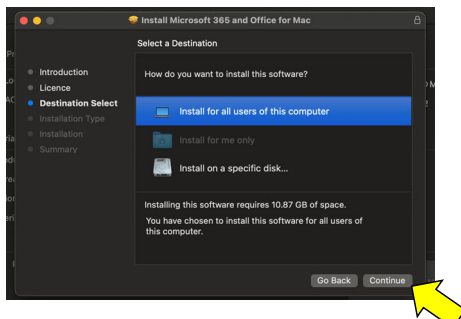 Install Microsoft 365 and Office for Mac
Select a Destination
Introduction
Licence
Destination Select
Installation Type
Installation
Summary
How do you want to install this software?
Install for all users of this computer
Install for me only
Install on a specific disk...
Installing this software requires 10.87 GB of space.
You have chosen to install this software for all users of
this computer.
Go Back
Continue